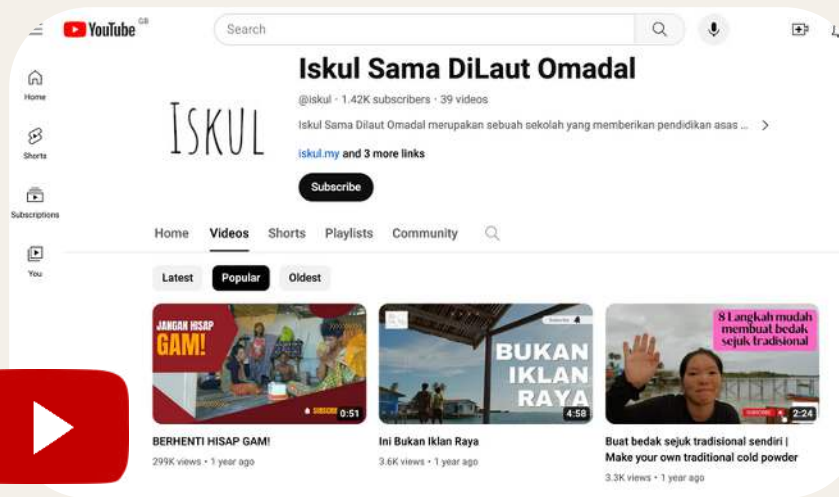 YouTube GB
Search
Iskul Sama DiLaut Omadal
@iskul · 1.42K subscribers · 39 videos
Iskul Sama Dilaut Omadal merupakan sebuah sekolah yang memberikan pendidikan asas ...
iskul.my and 3 more links
Subscribe
ISKUL
Home
Shorts
Subscriptions
You
Home Videos Shorts Playlists Community
Latest Popular Oldest
JANGAN HISAP
GAM!
SUBSCRIBE
0:51
BUKAN
IKLAN
RAYA
4:58
8 Langkah mudah
membuat bedak
sejuk tradisional
2:24
BERHENTI HISAP GAM!
299K views · 1 year ago
Ini Bukan Iklan Raya
3.6K views · 1 year ago
Buat bedak sejuk tradisional sendiri |
Make your own traditional cold powder
3.3K views · 1 year ago